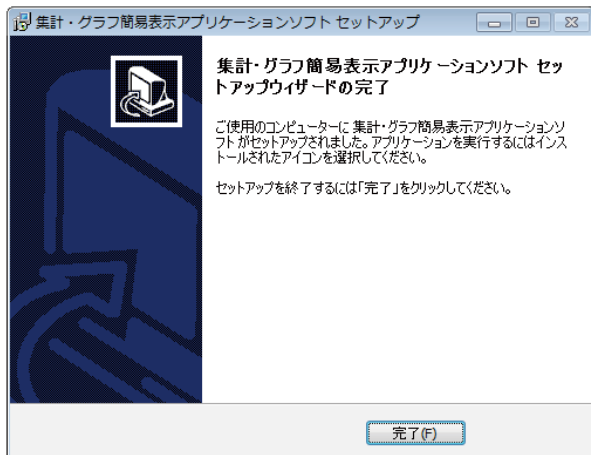 集計・グラフ簡易表示アプリケーションソフト セットアップ
集計・グラフ簡易表示アプリケーションソフト セッ
トアップウィザードの完了
ご使用のコンピューターに 集計・グラフ簡易表示アプリケーションソ
フト がセットアップされました。アプリケーションを実行するにはインス
トールされたアイコンを選択してください。
セットアップを終了するには「完了」をクリックしてください。
完了(F)